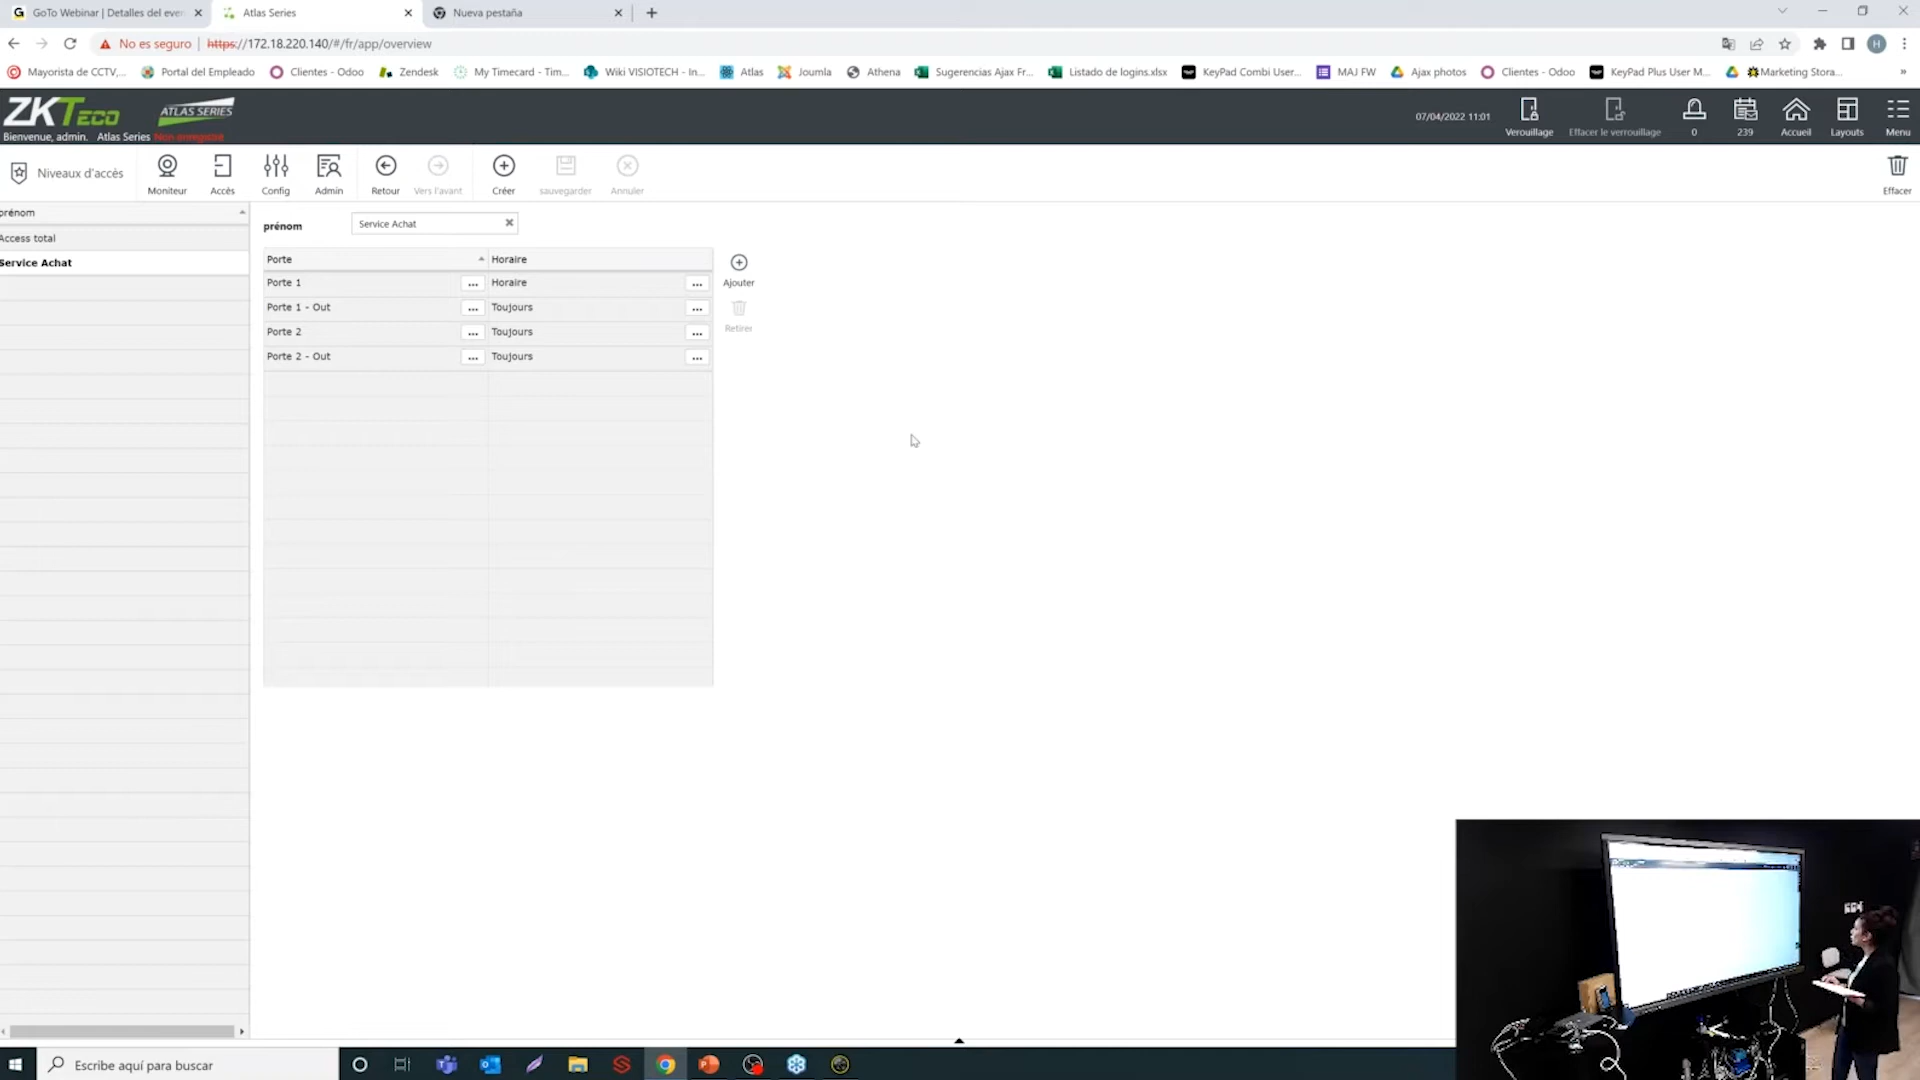 GoTo Webinar | Detalles del even
Atlas Series
Nueva pestaña
No es seguro | https://172.18.220.140/#/fr/app/overview
H
Mayorista de CCTV,...
Portal del Empleado
Clientes - Odoo
Zendesk
My Timecard - Tim...
Wiki VISIOTECH - In...
Atlas
Joumla
Athena
Sugerencias Ajax Fr...
Listado de logins.xlsx
KeyPad Combi User...
MAJ FW
Ajax photos
Clientes - Odoo
KeyPad Plus User M...
Marketing Stora...
»
ZKTeco
ATLAS SERIES
Bienvenue, admin. Atlas Series Non enregistré
07/04/2022 11:01
Verouillage
Effacer le verrouillage
0
239
Accueil
Layouts
Menu
Niveaux d'accès
Moniteur
Accès
Config
Admin
Retour
Vers l'avant
Créer
sauvegarder
Annuler
Effacer
prénom
Access total
Service Achat
prénom
Service Achat
Porte Horaire
Porte 1 ... Horaire ...
Porte 1 - Out ... Toujours ...
Porte 2 ... Toujours ...
Porte 2 - Out ... Toujours ...
Ajouter
Retirer
Escribe aquí para buscar